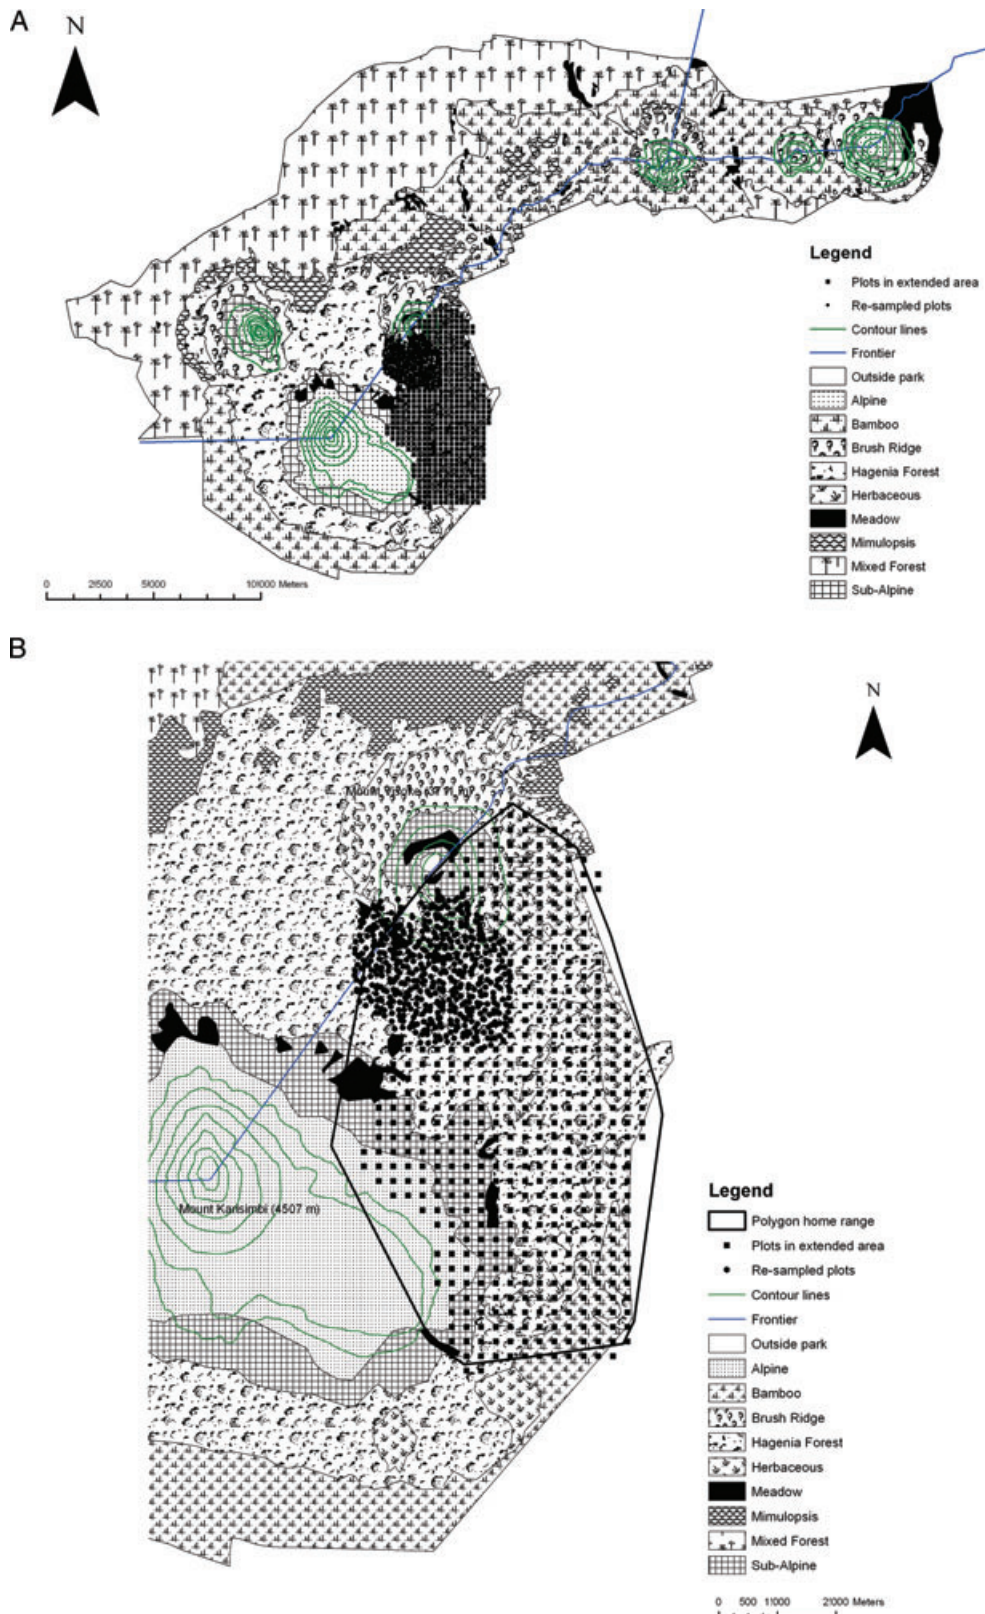 A
N
Legend
Plots in extended area
Re-sampled plots
Contour lines
Frontier
Outside park
Alpine
Bamboo
Brush Ridge
Hagenia Forest
Herbaceous
Meadow
Mimulopsis
Mixed Forest
Sub-Alpine
0 2500 5000 10000 Meters
B
N
Mount Visoke (3711 m)
Mount Karisimbi (4507 m)
Legend
Polygon home range
Plots in extended area
Re-sampled plots
Contour lines
Frontier
Outside park
Alpine
Bamboo
Brush Ridge
Hagenia Forest
Herbaceous
Meadow
Mimulopsis
Mixed Forest
Sub-Alpine
0 500 1000 2000 Meters